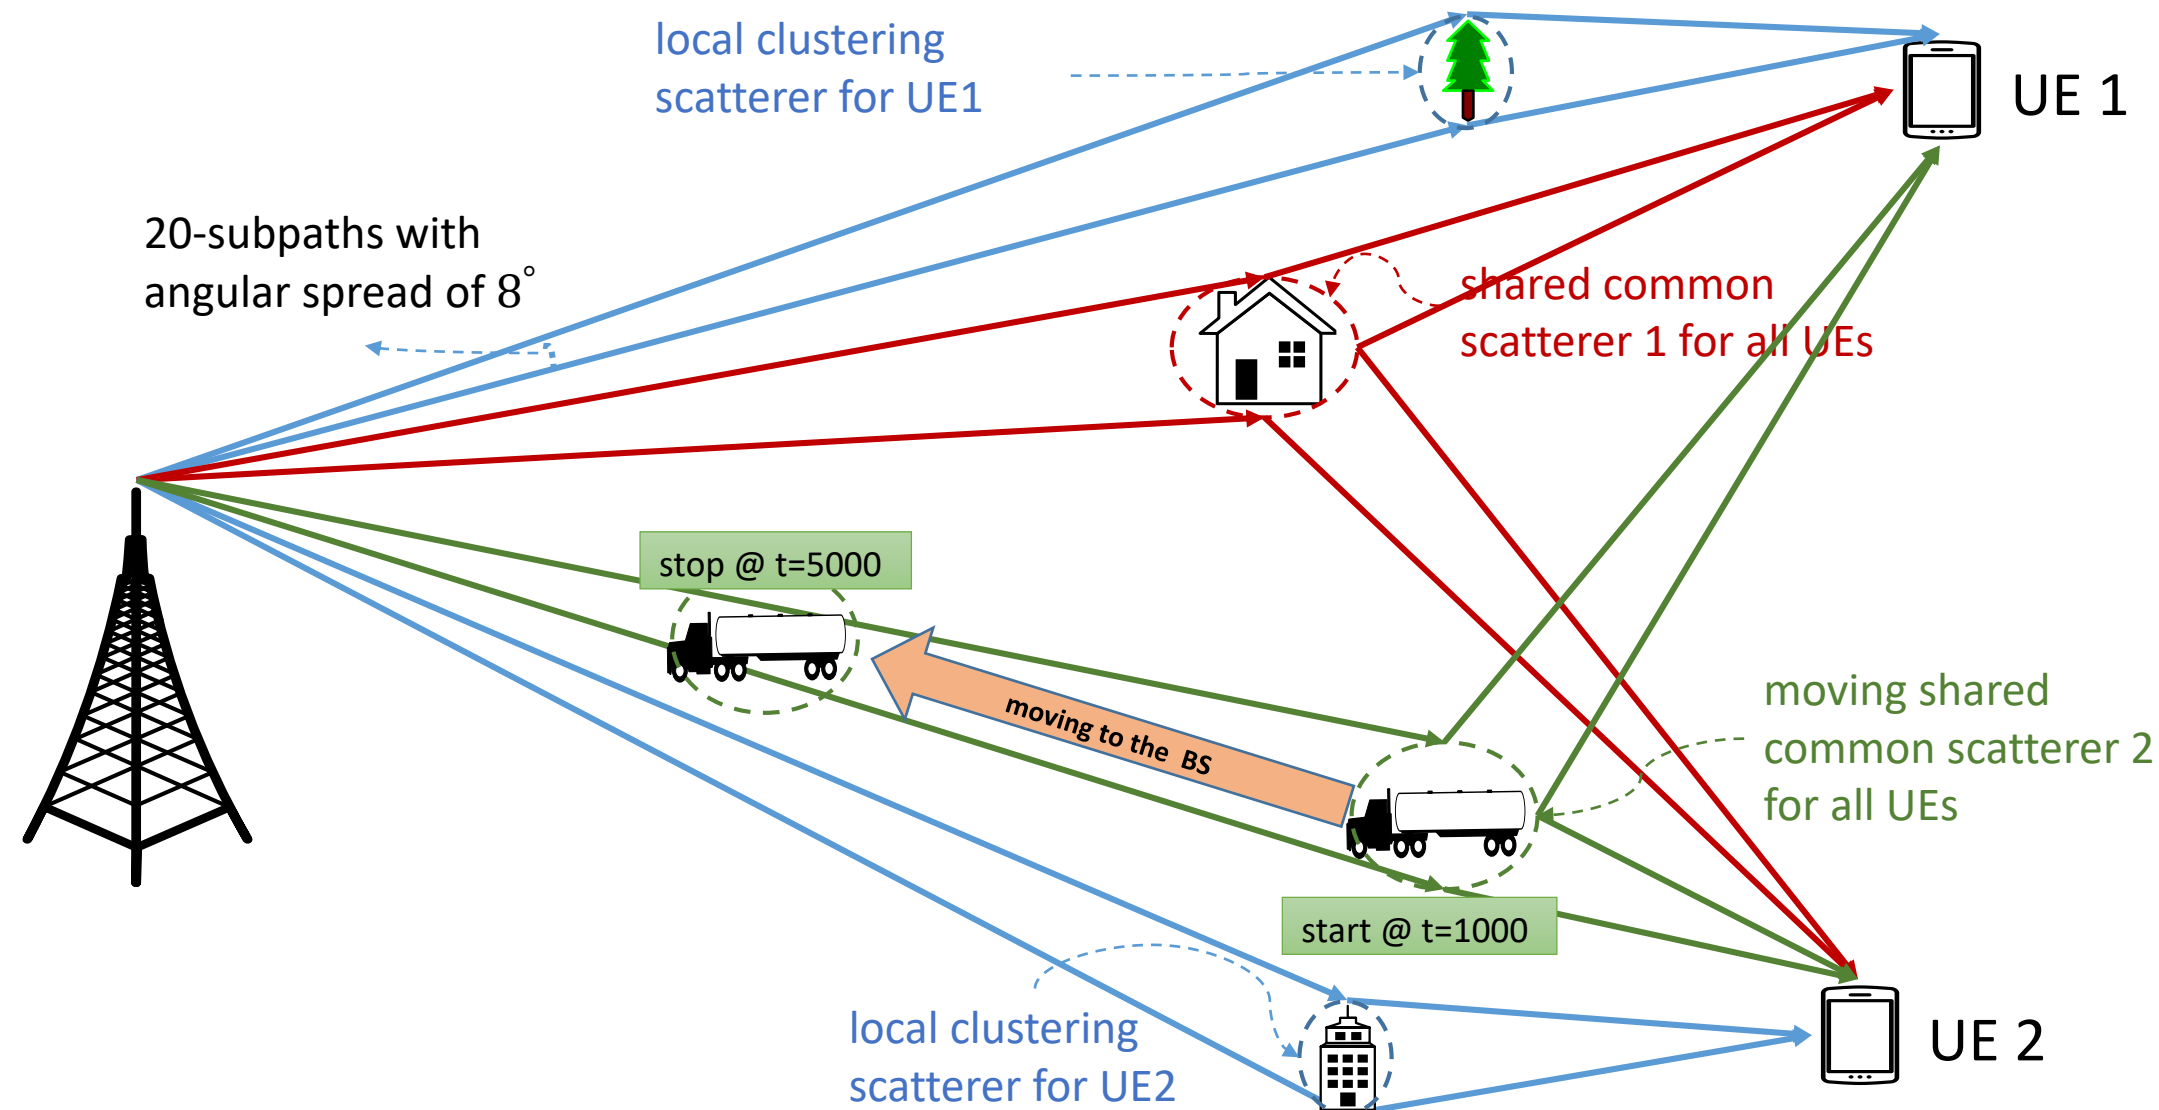 local clustering
scatterer for UE1
UE 1
20-subpaths with
angular spread of 8°
shared common
scatterer 1 for all UEs
stop @ t=5000
moving to the BS
moving shared
common scatterer 2
for all UEs
start @ t=1000
local clustering
scatterer for UE2
UE 2